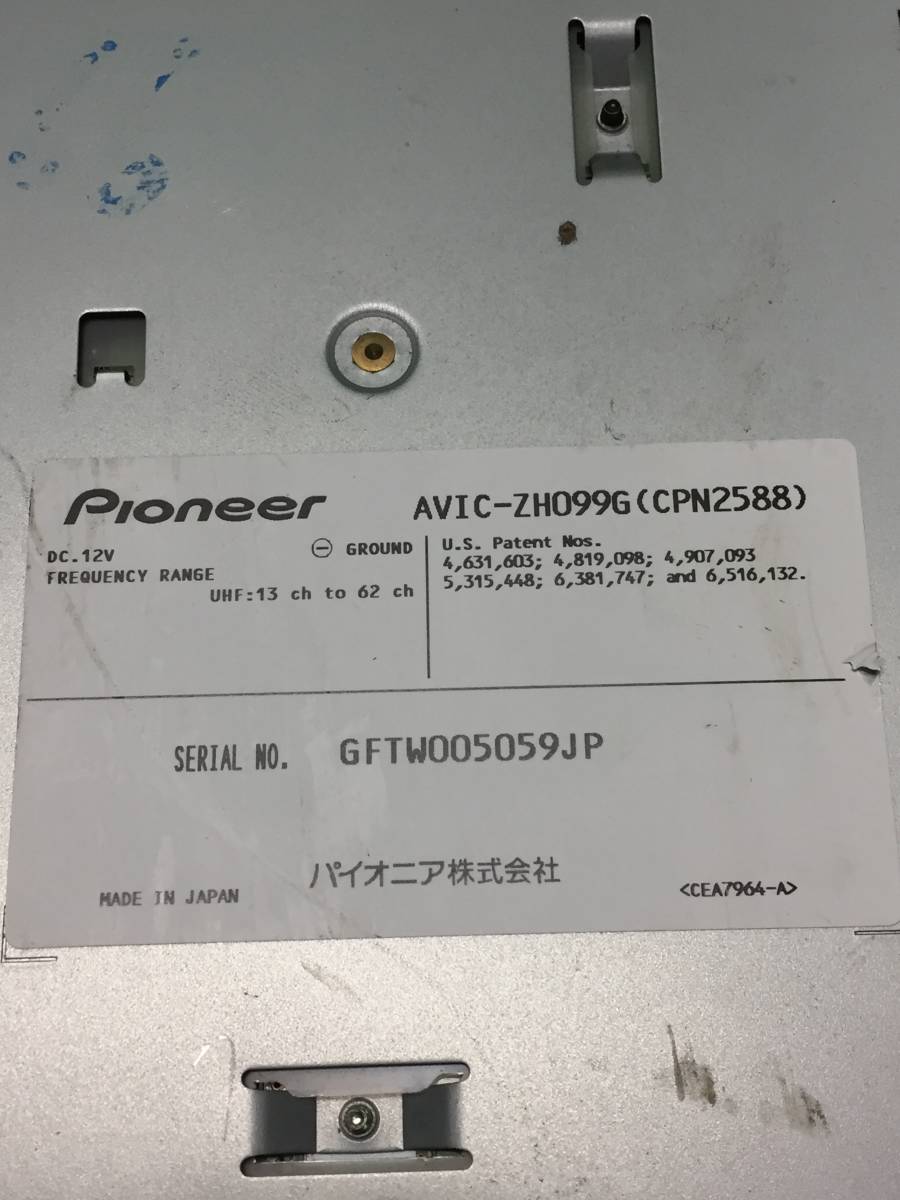 Pioneer AVIC-ZH099G(CPN2588)
DC.12V ⊖ GROUND
FREQUENCY RANGE
UHF:13 ch to 62 ch
U.S. Patent Nos.
4,631,603; 4,819,098; 4,907,093
5,315,448; 6,381,747; and 6,516,132.
SERIAL NO. GFTW005059JP
パイオニア株式会社
MADE IN JAPAN <CEA7964-A>